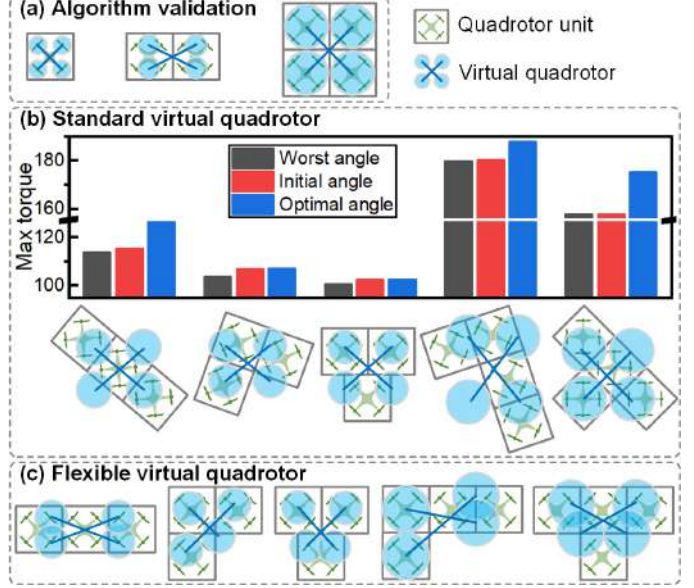 (a) Algorithm validation
Quadrotor unit
Virtual quadrotor
(b) Standard virtual quadrotor
Max torque
180
160
120
100
Worst angle
Initial angle
Optimal angle
(c) Flexible virtual quadrotor